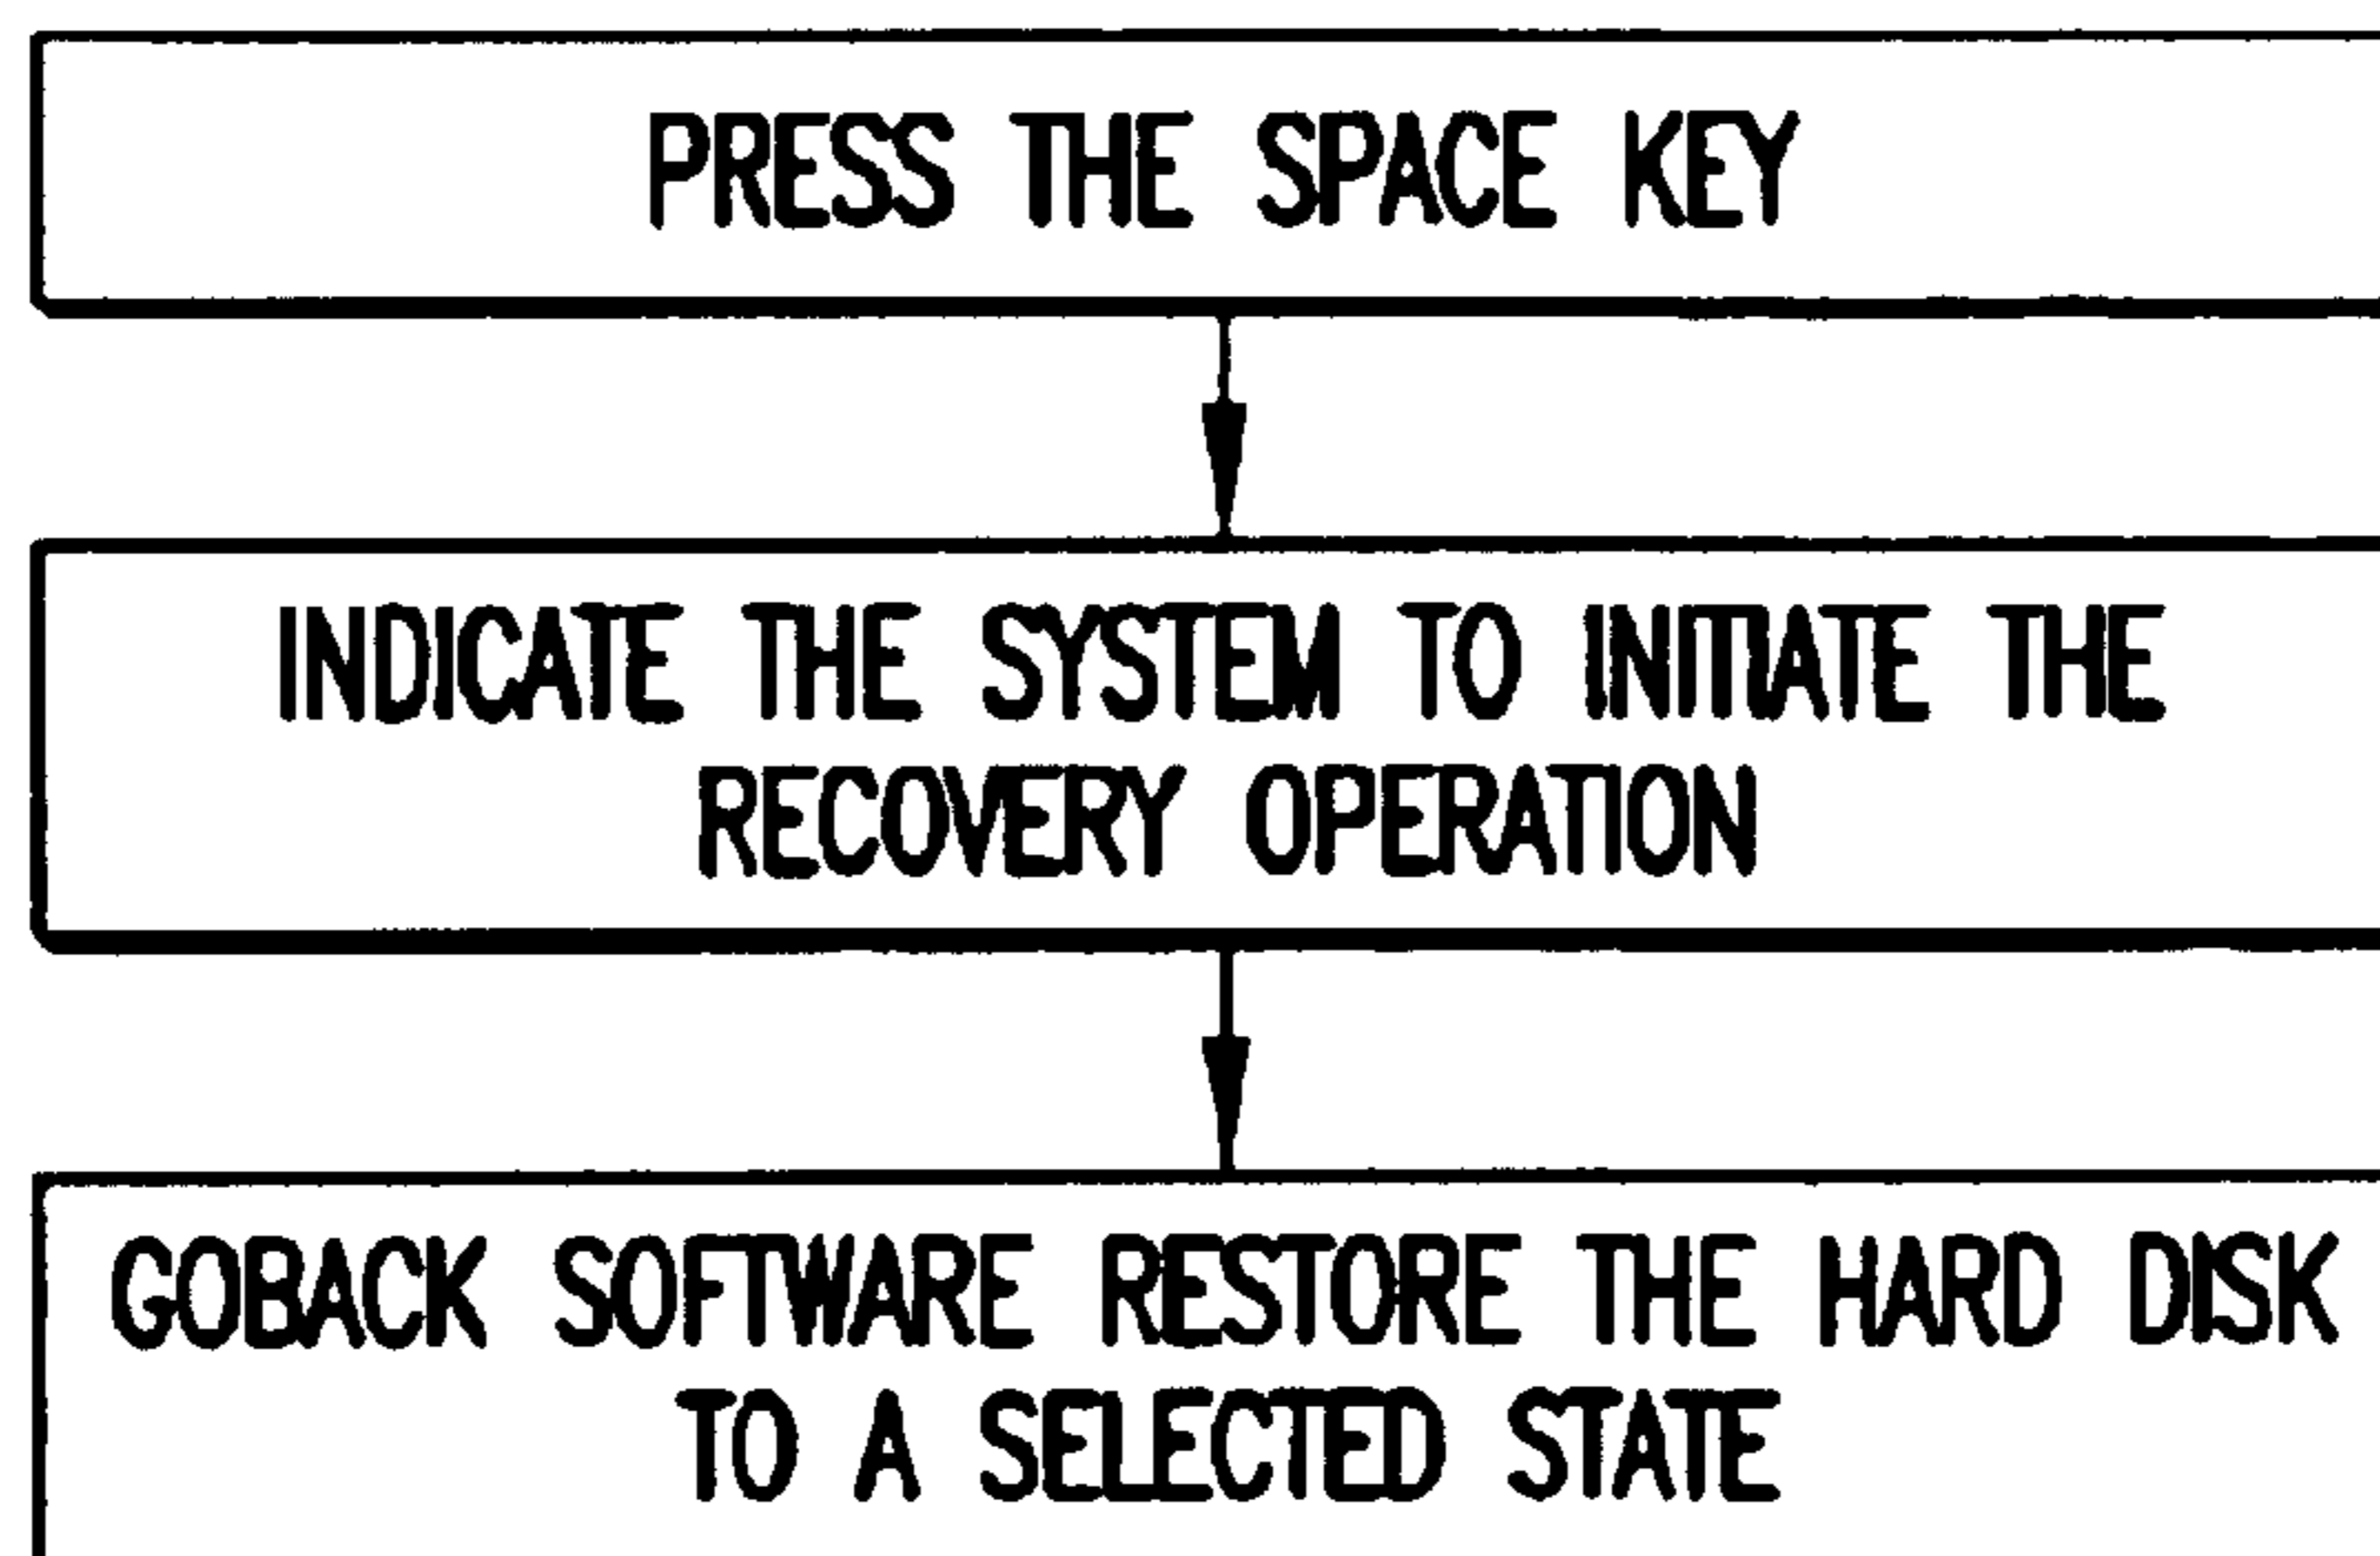 PRESS THE SPACE KEY
INDICATE THE SYSTEM TO INITIATE THE
RECOVERY OPERATION
GOBACK SOFTWARE RESTORE THE HARD DISK
TO A SELECTED STATE